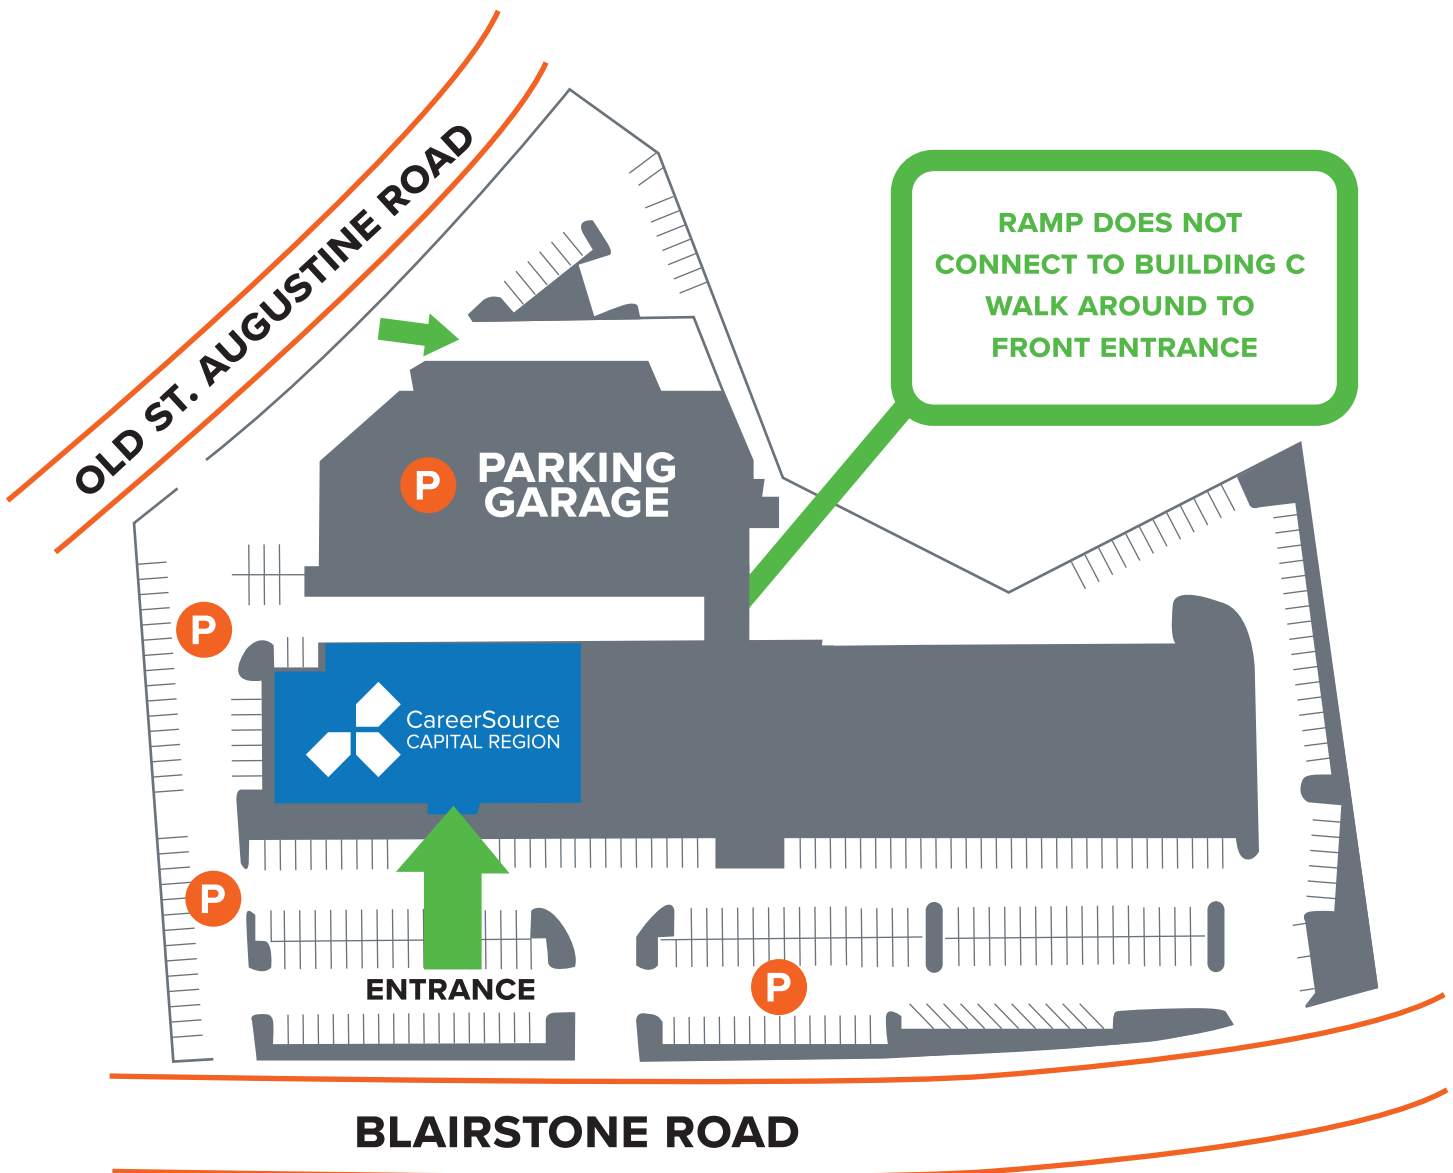 OLD ST. AUGUSTINE ROAD
RAMP DOES NOT
CONNECT TO BUILDING C
WALK AROUND TO
FRONT ENTRANCE
P
PARKING
GARAGE
P
CareerSource
CAPITAL REGION
P
P
ENTRANCE
BLAIRSTONE ROAD